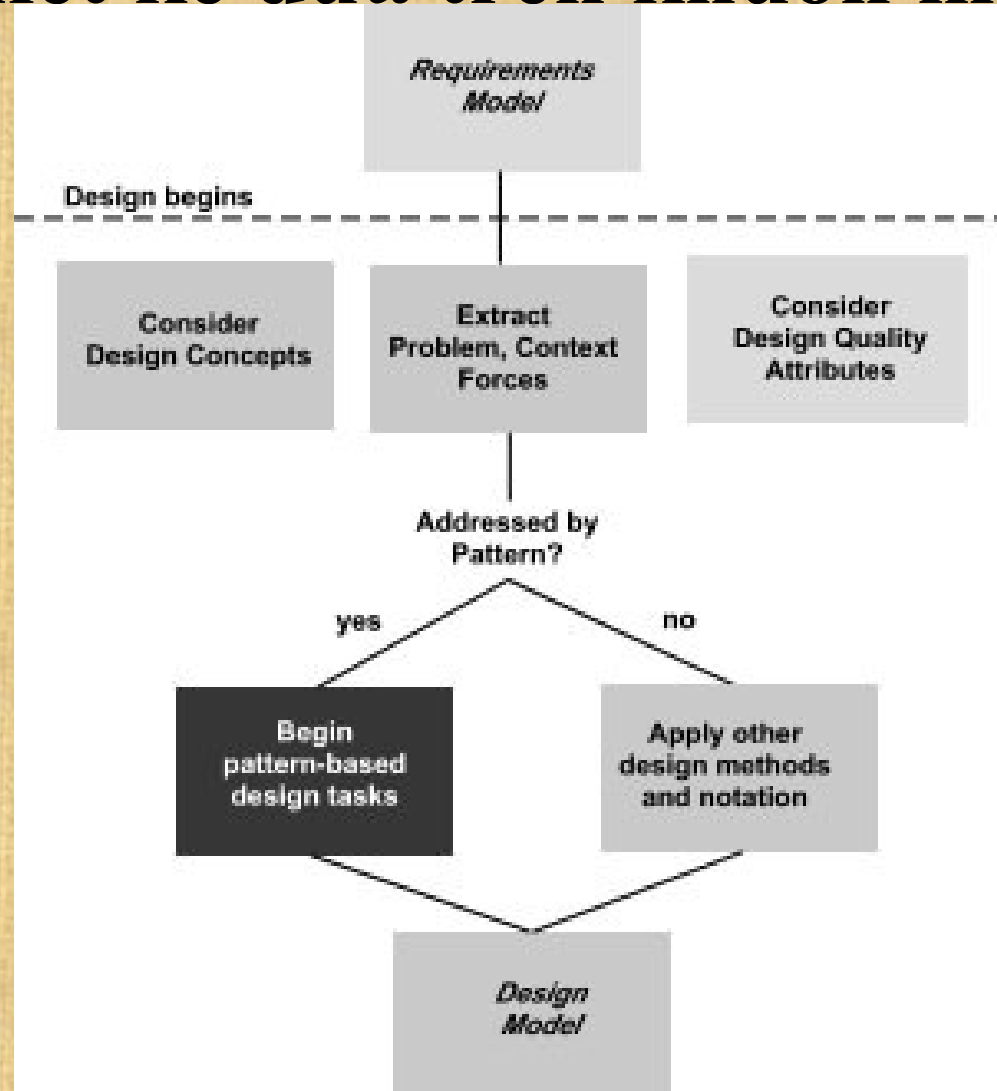 Requirements
Model
Design begins
Consider
Design Concepts
Extract
Problem, Context
Forces
Consider
Design Quality
Attributes
Addressed by
Pattern?
yes
no
Begin
pattern-based
design tasks
Apply other
design methods
and notation
Design
Model